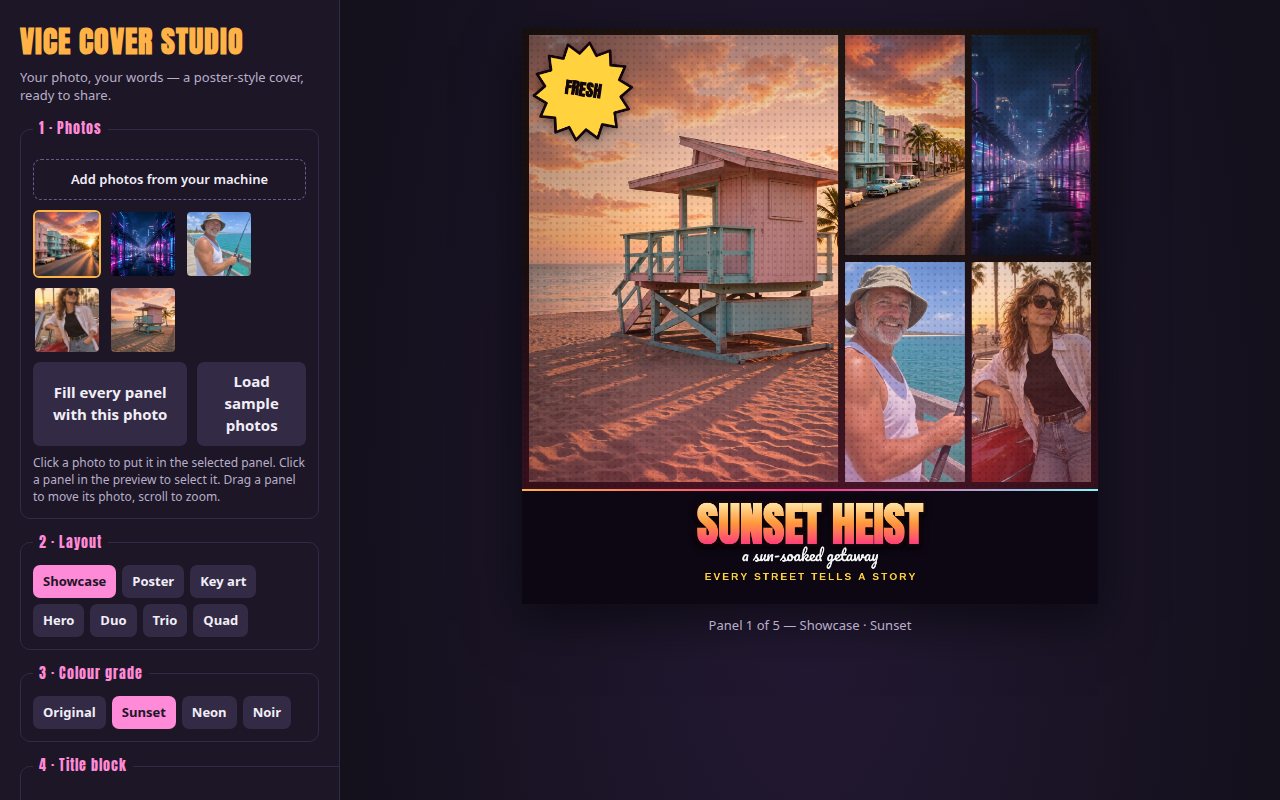 VICE COVER STUDIO
Your photo, your words — a poster-style cover,
ready to share.
1 · Photos
Add photos from your machine
Fill every panel
with this photo
Load
sample
photos
Click a photo to put it in the selected panel. Click
a panel in the preview to select it. Drag a panel
to move its photo, scroll to zoom.
2 · Layout
Showcase Poster Key art
Hero Duo Trio Quad
3 · Colour grade
Original Sunset Neon Noir
4 · Title block
FRESH
SUNSET HEIST
a sun-soaked getaway
EVERY STREET TELLS A STORY
Panel 1 of 5 — Showcase · Sunset